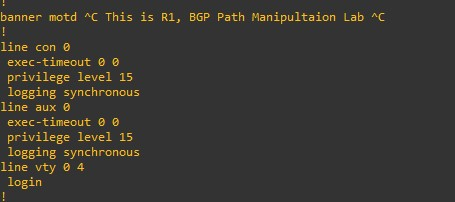 !
banner motd ^C This is R1, BGP Path Manipultaion Lab ^C
!
line con 0
 exec-timeout 0 0
 privilege level 15
 logging synchronous
line aux 0
 exec-timeout 0 0
 privilege level 15
 logging synchronous
line vty 0 4
 login
!